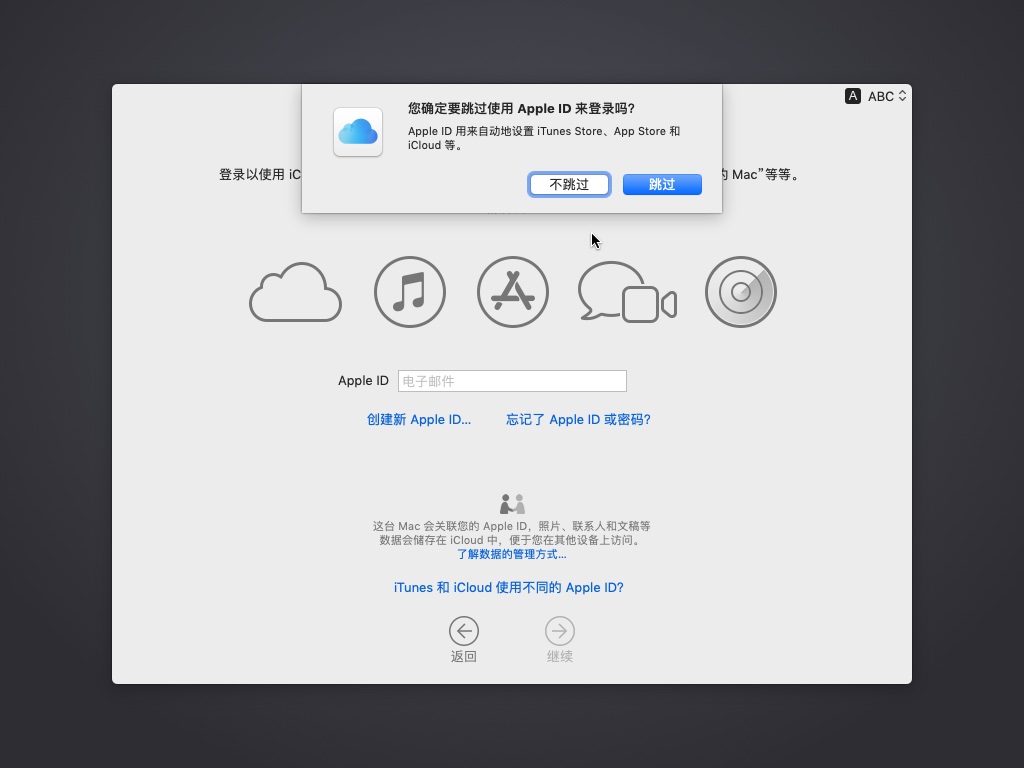 A ABC
您确定要跳过使用 Apple ID 来登录吗?
Apple ID 用来自动地设置 iTunes Store、App Store 和
iCloud 等。
不跳过 跳过
登录以使用 iC
的 Mac”等等。
Apple ID 电子邮件
创建新 Apple ID... 忘记了 Apple ID 或密码?
这台 Mac 会关联您的 Apple ID，照片、联系人和文稿等
数据会储存在 iCloud 中，便于您在其他设备上访问。
了解数据的管理方式...
iTunes 和 iCloud 使用不同的 Apple ID?
返回 继续